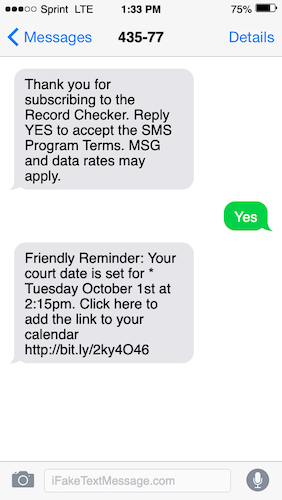 Sprint LTE 1:33 PM 75%
Messages 435-77 Details
Thank you for
subscribing to the
Record Checker. Reply
YES to accept the SMS
Program Terms. MSG
and data rates may
apply.
Yes
Friendly Reminder: Your
court date is set for *
Tuesday October 1st at
2:15pm. Click here to
add the link to your
calendar
http://bit.ly/2ky4O46
iFakeTextMessage.com